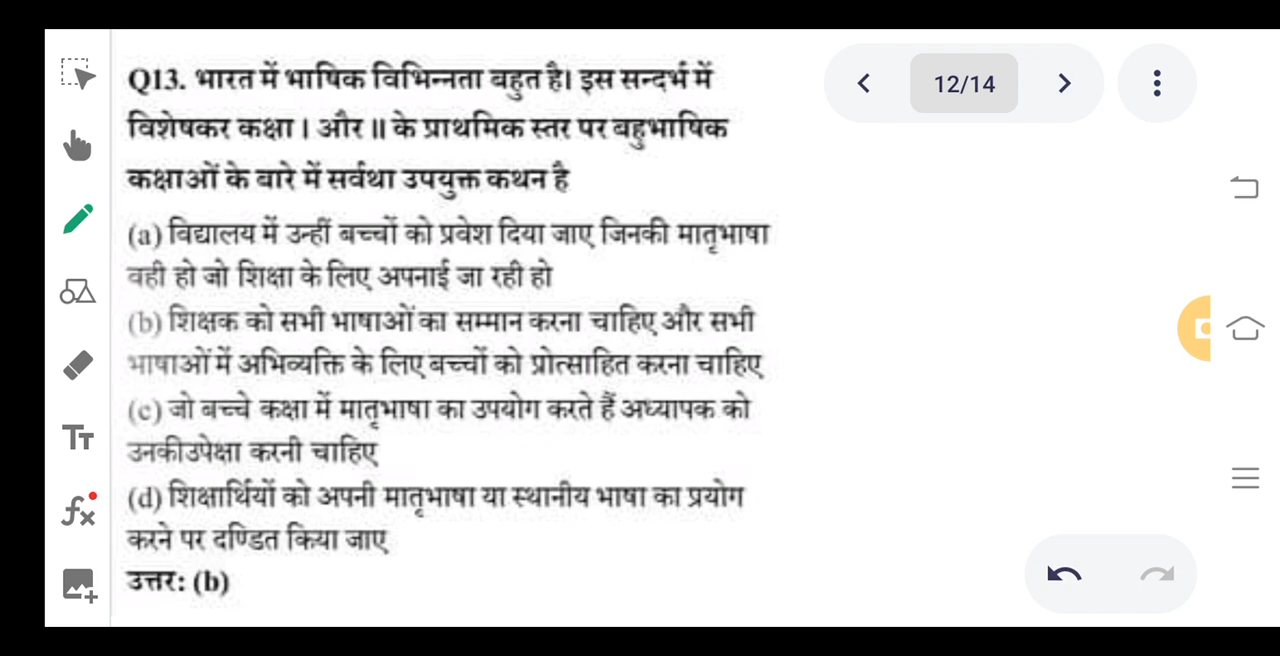 Q13. भारत में भाषिक विभिन्नता बहुत है। इस सन्दर्भ में
विशेषकर कक्षा I और II के प्राथमिक स्तर पर बहुभाषिक
कक्षाओं के बारे में सर्वथा उपयुक्त कथन है
(a) विद्यालय में उन्हीं बच्चों को प्रवेश दिया जाए जिनकी मातृभाषा
वही हो जो शिक्षा के लिए अपनाई जा रही हो
(b) शिक्षक को सभी भाषाओं का सम्मान करना चाहिए और सभी
भाषाओं में अभिव्यक्ति के लिए बच्चों को प्रोत्साहित करना चाहिए
(c) जो बच्चे कक्षा में मातृभाषा का उपयोग करते हैं अध्यापक को
उनकीउपेक्षा करनी चाहिए
(d) शिक्षार्थियों को अपनी मातृभाषा या स्थानीय भाषा का प्रयोग
करने पर दण्डित किया जाए
उत्तर: (b)
12/14
TT
fx